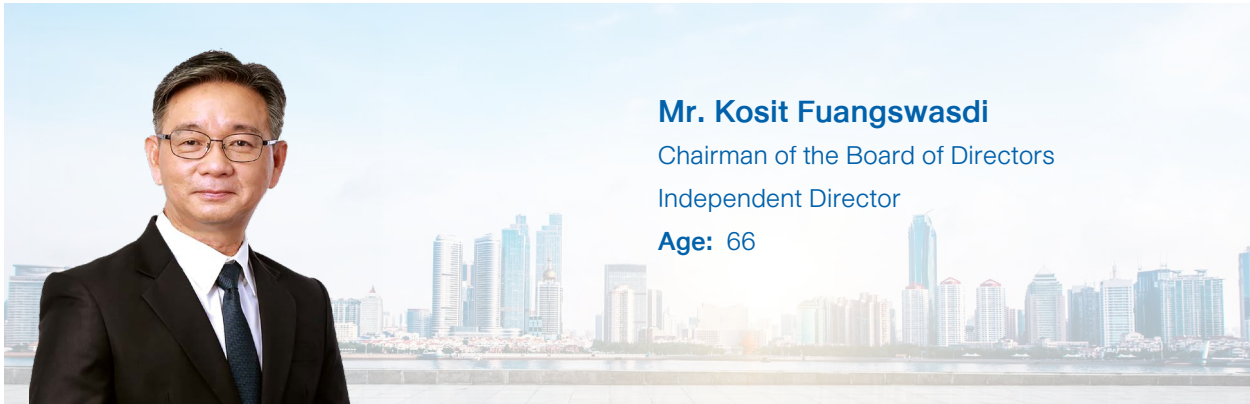 Mr. Kosit Fuangswasdi
Chairman of the Board of Directors
Independent Director
Age: 66